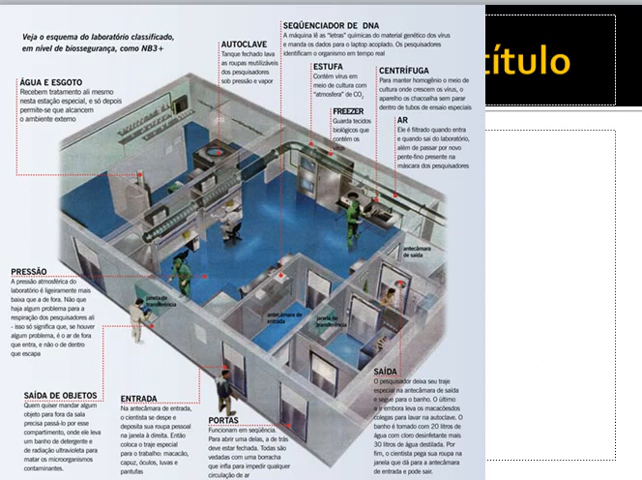 Veja o esquema do laboratório classificado,
em nível de biossegurança, como NB3+
SEQÜENCIADOR DE DNA
A máquina lê as "letras" químicas do material genético dos vírus
e manda os dados para o laptop acoplado. Os pesquisadores
identificam o organismo em tempo real
AUTOCLAVE
Tanque fechado lava
as roupas reutilizáveis
dos pesquisadores
sob pressão e vapor
ESTUFA
Contém vírus em
meio de cultura com
"atmosfera" de CO2
CENTRÍFUGA
Para manter homogênio o meio de
cultura onde crescem os vírus, o
aparelho os chacoalha sem parar
dentro de tubos de ensaio especiais
FREEZER
Guarda tecidos
biológicos que
contém os
AR
Ele é filtrado quando entra
e quando sai do laboratório,
além de passar por novo
pente-fino presente na
máscara dos pesquisadores
ÁGUA E ESGOTO
Recebem tratamento ali mesmo
nesta estação especial, e só depois
permite-se que alcancem
o ambiente externo
título
PRESSÃO
A pressão atmosférica do
laboratório é ligeiramente mais
baixa que a de fora. Não que
haja algum problema para a
respiração dos pesquisadores ali
- isso só significa que, se houver
algum problema, é o ar de fora
que entra, e não o de dentro
que escapa
janela de
transferência
antecâmara de
entrada
janela de
transferência
antecâmara
de saída
SAÍDA DE OBJETOS
Quem quiser mandar algum
objeto para fora da sala
precisa passá-lo por esse
compartimento, onde ele leva
um banho de detergente e
de radiação ultravioleta para
matar os microorganismos
contaminantes.
ENTRADA
Na antecâmara de entrada,
o cientista se despe e
deposita sua roupa pessoal
na janela à direita. Então
coloca o traje especial
para o trabalho: macacão,
capuz, óculos, luvas e
pantufas
PORTAS
Funcionam em seqüência.
Para abrir uma delas, a de trás
deve estar fechada. Todas são
vedadas com uma borracha
que infla para impedir qualquer
circulação de ar
SAÍDA
O pesquisador deixa seu traje
especial na antecâmara de saída
e segue para o banho. O último
a ir embora leva os macacões dos
colegas para lavar na autoclave. O
banho é tomado com 20 litros de
água com cloro desinfetante mais
30 litros de água destilada. Por
fim, o cientista pega sua roupa na
janela que dá para a antecâmara
de entrada e pode sair.